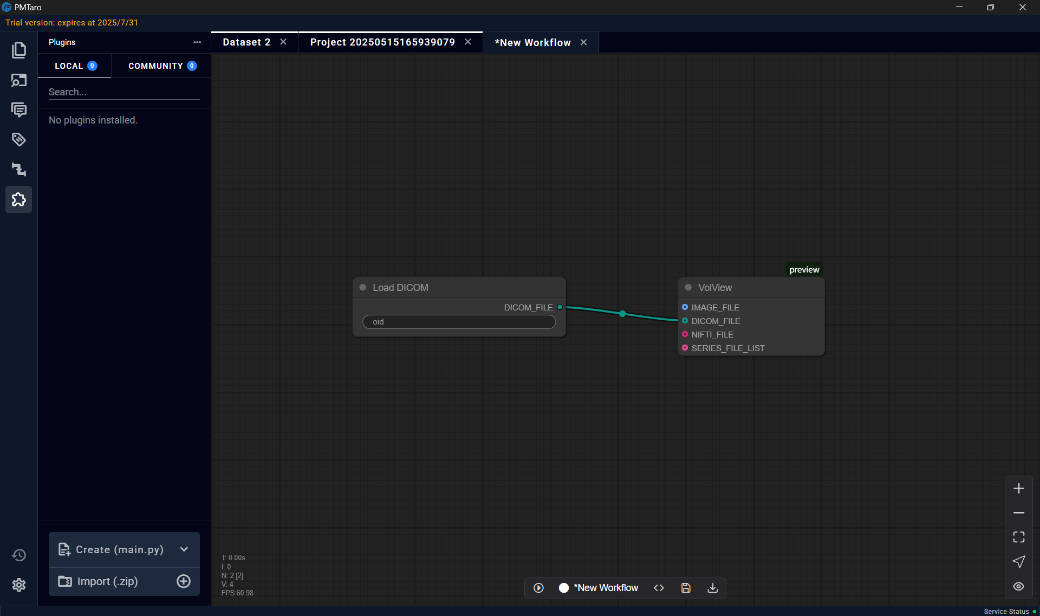 PMTaro
Trial version: expires at 2025/7/31
Plugins
Dataset 2
Project 20250515165939079
*New Workflow
LOCAL 0
COMMUNITY 0
Search...
No plugins installed.
preview
Load DICOM
DICOM_FILE
oid
VolView
IMAGE_FILE
DICOM_FILE
NIFTI_FILE
SERIES_FILE_LIST
Create (main.py)
Import (.zip)
T: 0.00s
I: 0
N: 2 [2]
V: 4
FPS:60.98
*New Workflow
Service Status